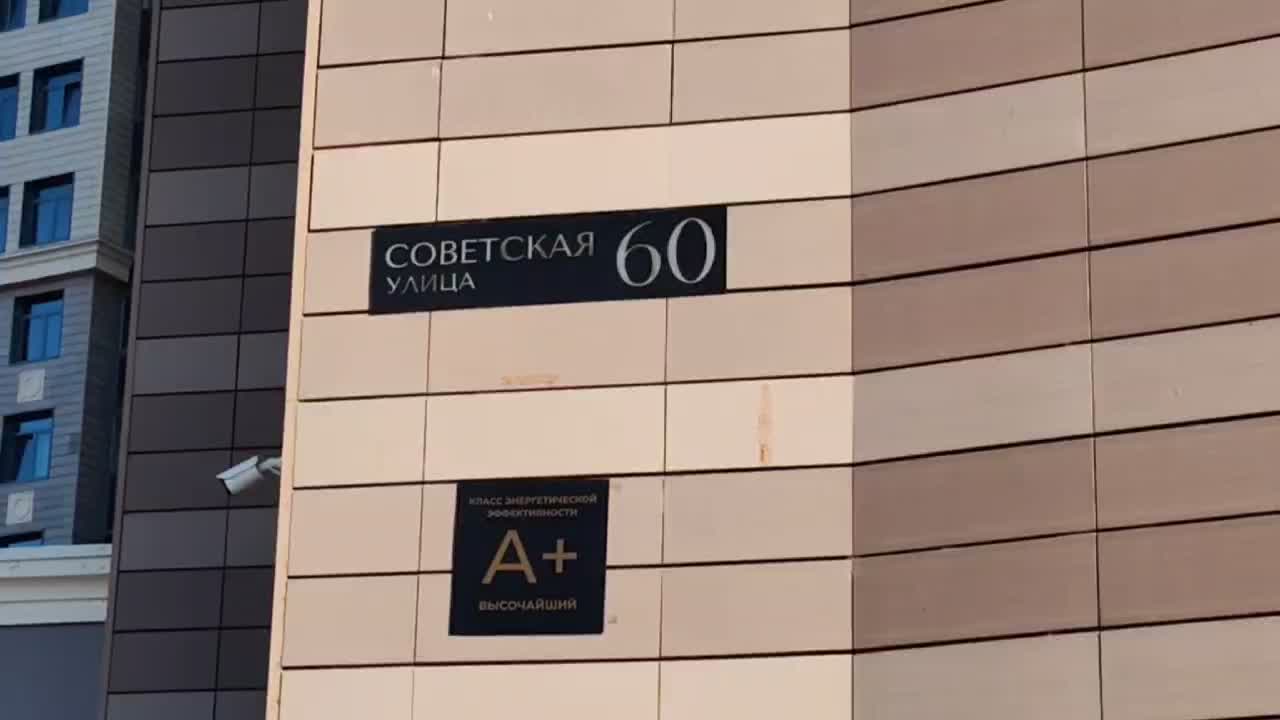 СОВЕТСКАЯ 60
УЛИЦА
КЛАСС ЭНЕРГЕТИЧЕСКОЙ
ЭФФЕКТИВНОСТИ
A+
ВЫСОЧАЙШИЙ